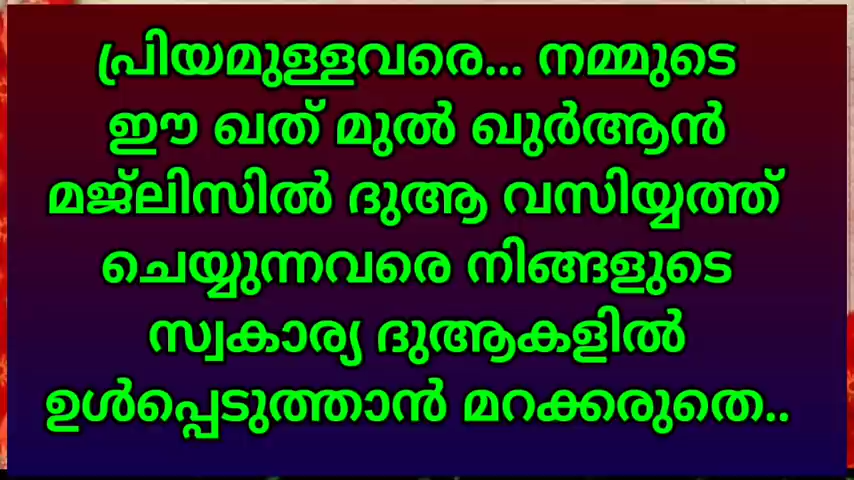 പ്രിയമുള്ളവരെ... നമ്മുടെ
ഈ ഖത് മുൽ ഖുർആൻ
മജ്ലിസിൽ ദുആ വസിയ്യത്ത്
ചെയ്യുന്നവരെ നിങ്ങളുടെ
സ്വകാര്യ ദുആകളിൽ
ഉൾപ്പെടുത്താൻ മറക്കരുതെ..